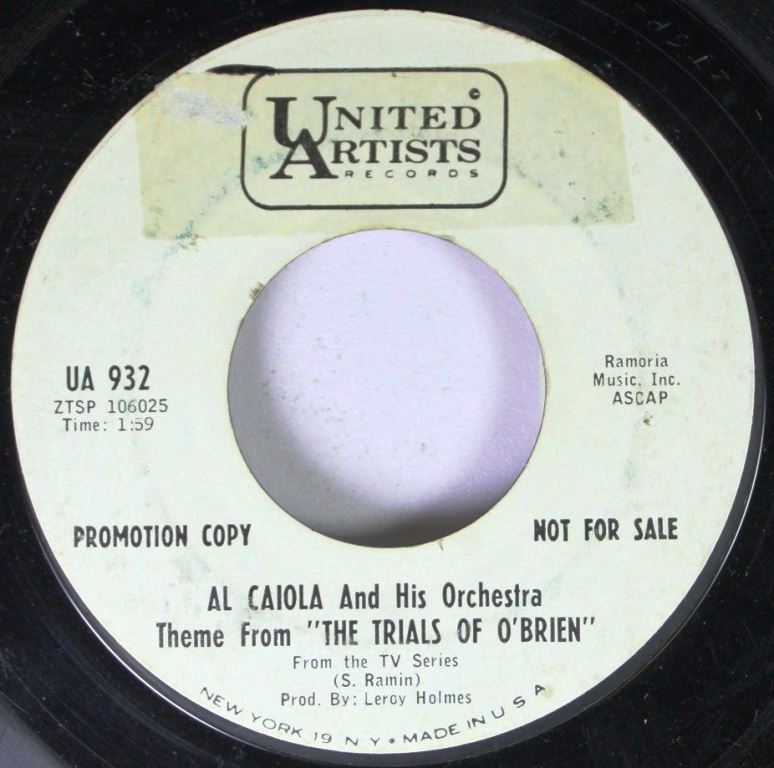 ©
UNITED
ARTISTS
RECORDS
UA 932
ZTSP 106025
Time: 1:59
Ramoria
Music, Inc.
ASCAP
PROMOTION COPY
NOT FOR SALE
AL CAIOLA And His Orchestra
Theme From "THE TRIALS OF O'BRIEN"
From the TV Series
(S. Ramin)
Prod. By: Leroy Holmes
NEW YORK 19 N Y • MADE IN U S A